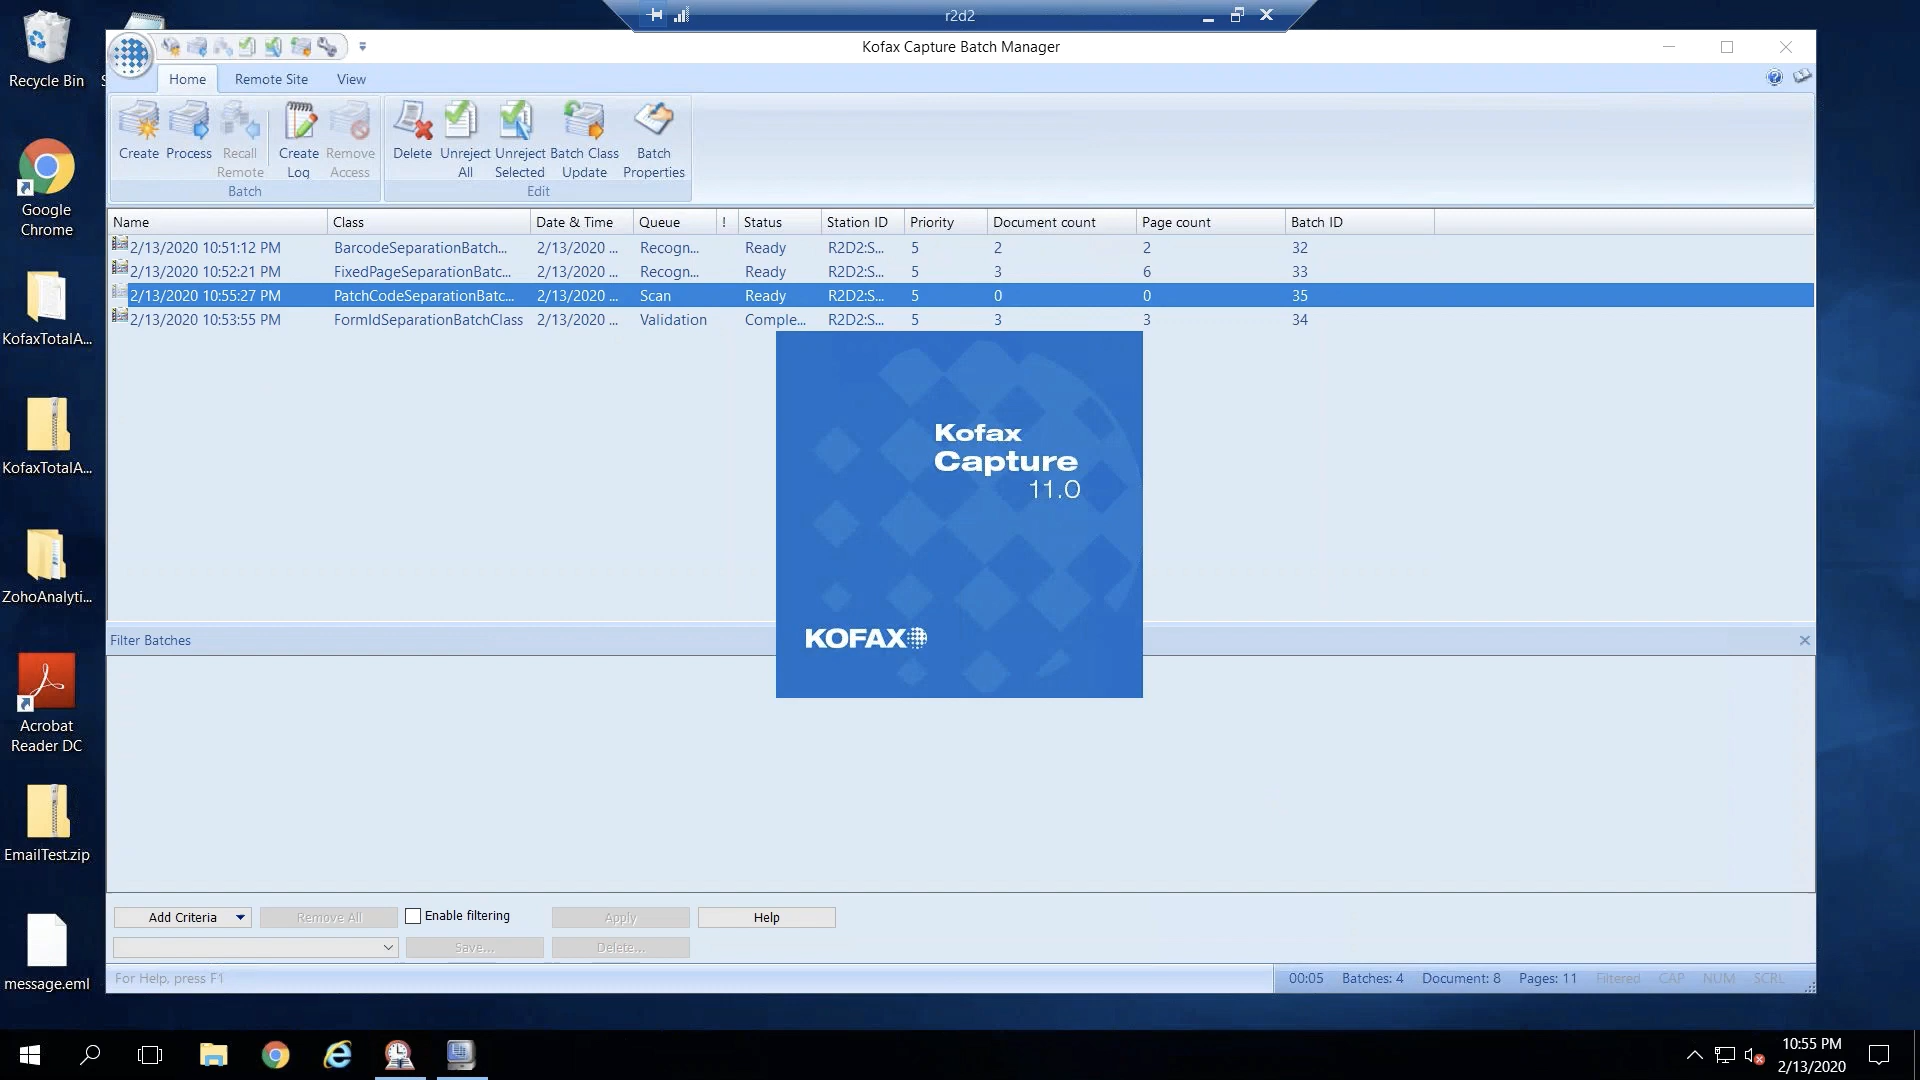 r2d2
Recycle Bin
Kofax Capture Batch Manager
Home Remote Site View
Create Process Recall Remote Create Log Remove Access Delete Unreject All Unreject Selected Batch Class Update Batch Properties
Batch Edit
Name Class Date & Time Queue ! Status Station ID Priority Document count Page count Batch ID
2/13/2020 10:51:12 PM BarcodeSeparationBatch... 2/13/2020 ... Recogn... Ready R2D2:S... 5 2 2 32
2/13/2020 10:52:21 PM FixedPageSeparationBatc... 2/13/2020 ... Recogn... Ready R2D2:S... 5 3 6 33
2/13/2020 10:55:27 PM PatchCodeSeparationBatc... 2/13/2020 ... Scan Ready R2D2:S... 5 0 0 35
2/13/2020 10:53:55 PM FormIdSeparationBatchClass 2/13/2020 ... Validation Comple... R2D2:S... 5 3 3 34
Google
Chrome
KofaxTotalA...
KofaxTotalA...
ZohoAnalyti...
Acrobat
Reader DC
EmailTest.zip
message.eml
Kofax
Capture
11.0
KOFAX
Filter Batches
Add Criteria Remove All Enable filtering Apply Help
Save... Delete...
For Help, press F1 00:05 Batches: 4 Document: 8 Pages: 11 Filtered CAP NUM SCRL
10:55 PM
2/13/2020